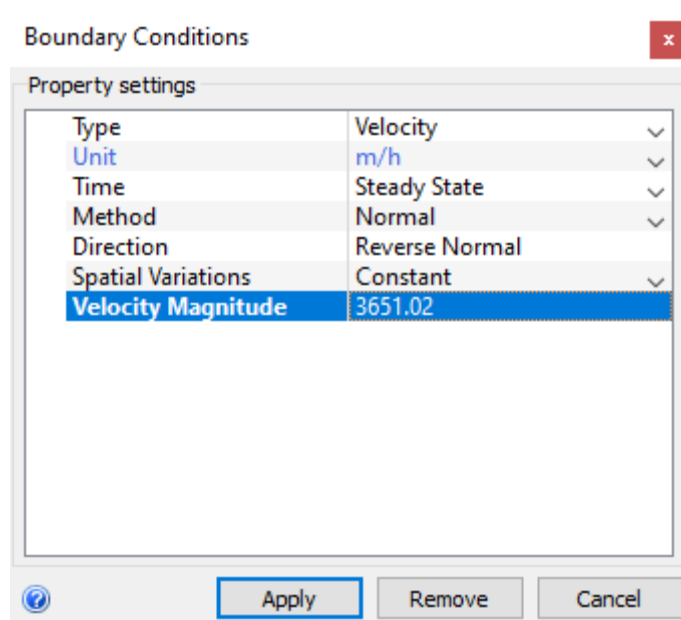 Boundary Conditions x
Property settings
Type Velocity
Unit m/h
Time Steady State
Method Normal
Direction Reverse Normal
Spatial Variations Constant
Velocity Magnitude 3651.02
? Apply Remove Cancel